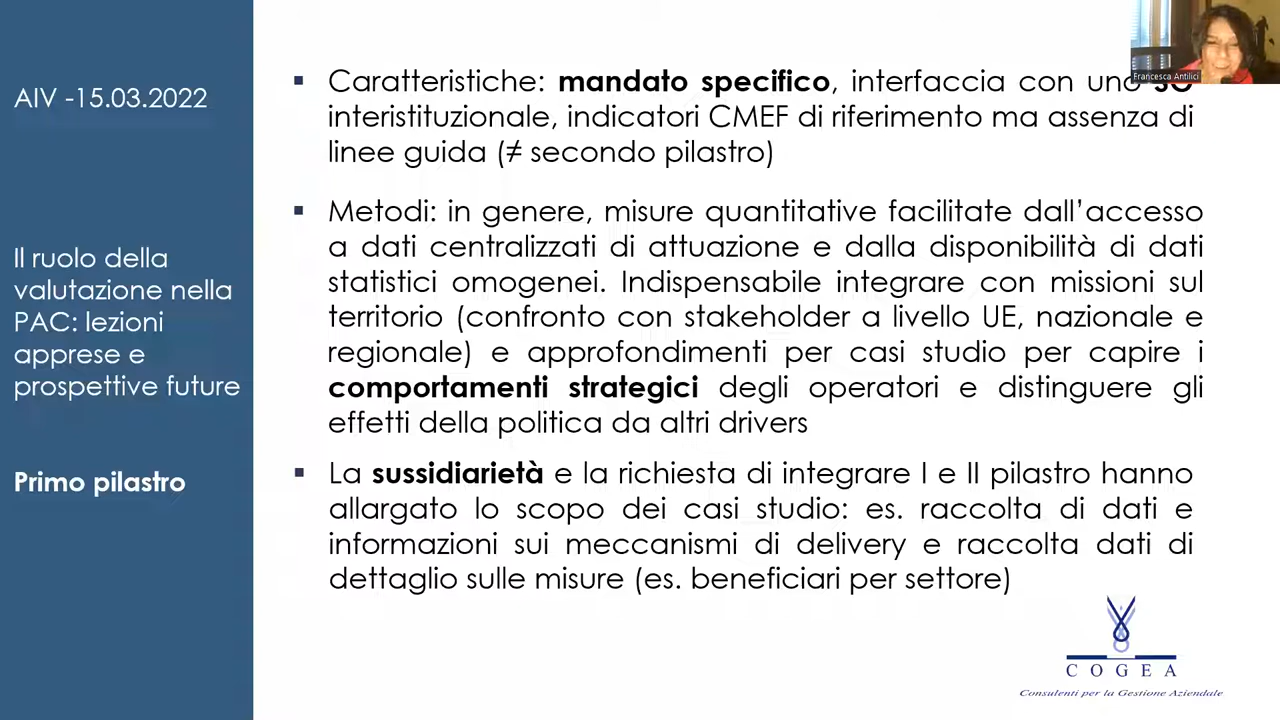 AIV -15.03.2022
Il ruolo della
valutazione nella
PAC: lezioni
apprese e
prospettive future
Primo pilastro
▪ Caratteristiche: mandato specifico, interfaccia con uno
interistituzionale, indicatori CMEF di riferimento ma assenza di
linee guida (≠ secondo pilastro)
▪ Metodi: in genere, misure quantitative facilitate dall’accesso
a dati centralizzati di attuazione e dalla disponibilità di dati
statistici omogenei. Indispensabile integrare con missioni sul
territorio (confronto con stakeholder a livello UE, nazionale e
regionale) e approfondimenti per casi studio per capire i
comportamenti strategici degli operatori e distinguere gli
effetti della politica da altri drivers
▪ La sussidiarietà e la richiesta di integrare I e II pilastro hanno
allargato lo scopo dei casi studio: es. raccolta di dati e
informazioni sui meccanismi di delivery e raccolta dati di
dettaglio sulle misure (es. beneficiari per settore)
Francesca Antilici
COGEA
Consulenti per la Gestione Aziendale